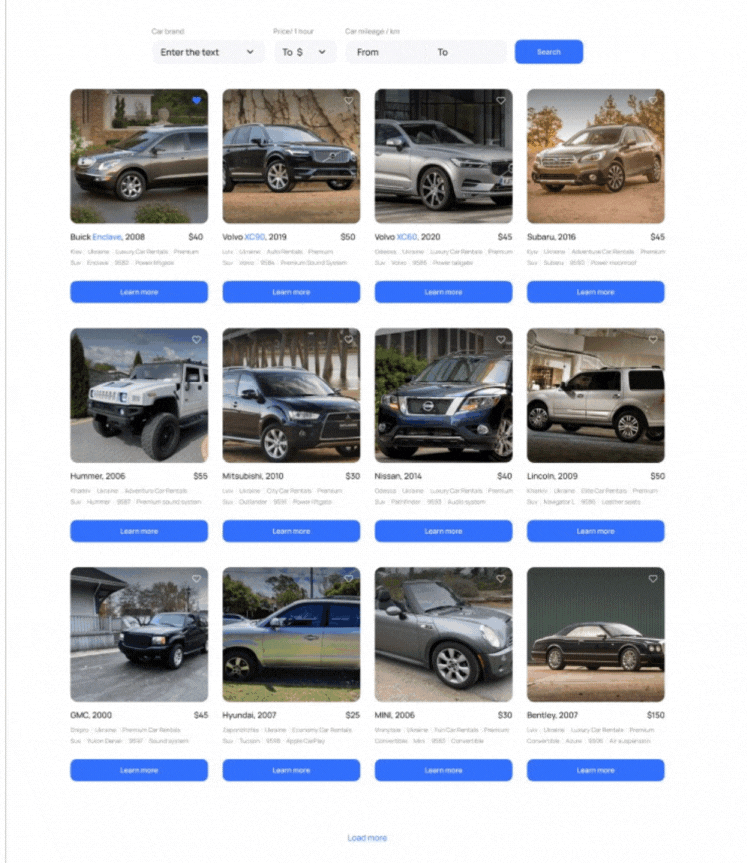 Car brand
Price/ 1 hour
Car mileage / km
Enter the text
To $
From
To
Search
Buick Enclave, 2008 $40
Kyiv Ukraine Luxury Car Rentals Premium
Suv Enclave 9582 Power liftgate
Learn more
Volvo XC90, 2019 $50
Lviv Ukraine Auto Rentals Premium
Suv Volvo 9584 Premium Sound System
Learn more
Volvo XC60, 2020 $45
Odessa Ukraine Luxury Car Rentals Premium
Suv Volvo 9586 Power tailgate
Learn more
Subaru, 2016 $45
Kyiv Ukraine Adventure Car Rentals Premium
Suv Subaru Power moonroof
Learn more
Hummer, 2006 $55
Kharkiv Ukraine Adventure Car Rentals
Suv Hummer 9587 Premium sound system
Learn more
Mitsubishi, 2010 $30
Lviv Ukraine City Car Rentals Premium
Suv Outlander Power liftgate
Learn more
Nissan, 2014 $40
Odessa Ukraine Luxury Car Rentals Premium
Suv Pathfinder Audio system
Learn more
Lincoln, 2009 $50
Kharkiv Ukraine Elite Car Rentals Premium
Suv Navigator L Leather seats
Learn more
GMC, 2000 $45
Dnipro Ukraine Premium Car Rentals
Suv Yukon Denali 9597 Sound system
Learn more
Hyundai, 2007 $25
Zaporizhzhia Ukraine Economy Car Rentals
Suv Tucson 9598 Apple CarPlay
Learn more
MINI, 2006 $30
Vinnytsia Ukraine Fun Car Rentals Premium
Convertible Mini Convertible
Learn more
Bentley, 2007 $150
Lviv Ukraine Luxury Car Rentals Premium
Convertible Azure Air suspension
Learn more
Load more